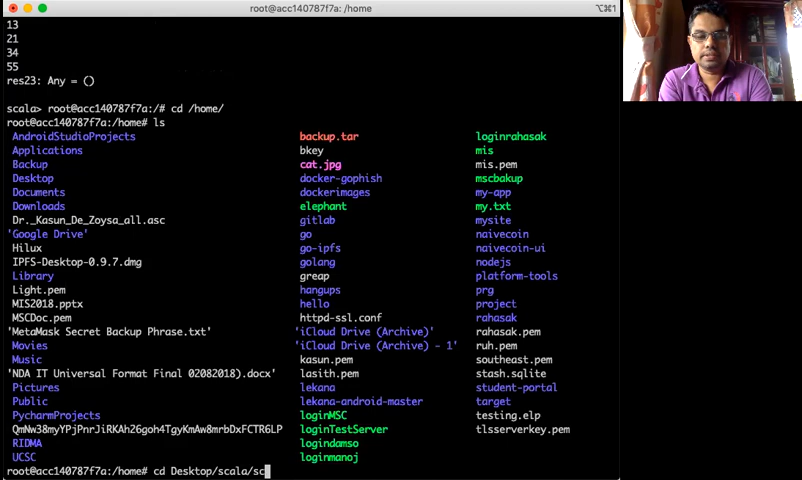 root@acc140787f7a: /home
⌥⌘1
13
21
34
55
res23: Any = ()
scala> root@acc140787f7a:/# cd /home/
root@acc140787f7a:/home# ls
AndroidStudioProjects backup.tar loginrahasak
Applications bkey mis
Backup cat.jpg mis.pem
Desktop docker-gophish mscbakup
Documents dockerimages my-app
Downloads elephant my.txt
Dr._Kasun_De_Zoysa_all.asc gitlab mysite
'Google Drive' go naivecoin
Hilux go-ipfs naivecoin-ui
IPFS-Desktop-0.9.7.dmg golang nodejs
Library greap platform-tools
Light.pem hangups prg
MIS2018.pptx hello project
MSCDoc.pem httpd-ssl.conf rahasak
'MetaMask Secret Backup Phrase.txt' 'iCloud Drive (Archive)' rahasak.pem
Movies 'iCloud Drive (Archive) - 1' ruh.pem
Music kasun.pem southeast.pem
'NDA IT Universal Format Final 02082018).docx' lasith.pem stash.sqlite
Pictures lekana student-portal
Public lekana-android-master target
PycharmProjects loginMSC testing.elp
QmNw38myYPjPnrJiRKAh26goh4TgyKmAw8mrbDxFCTR6LP loginTestServer tlsserverkey.pem
RIDMA logindamso
UCSC loginmanoj
root@acc140787f7a:/home# cd Desktop/scala/sc